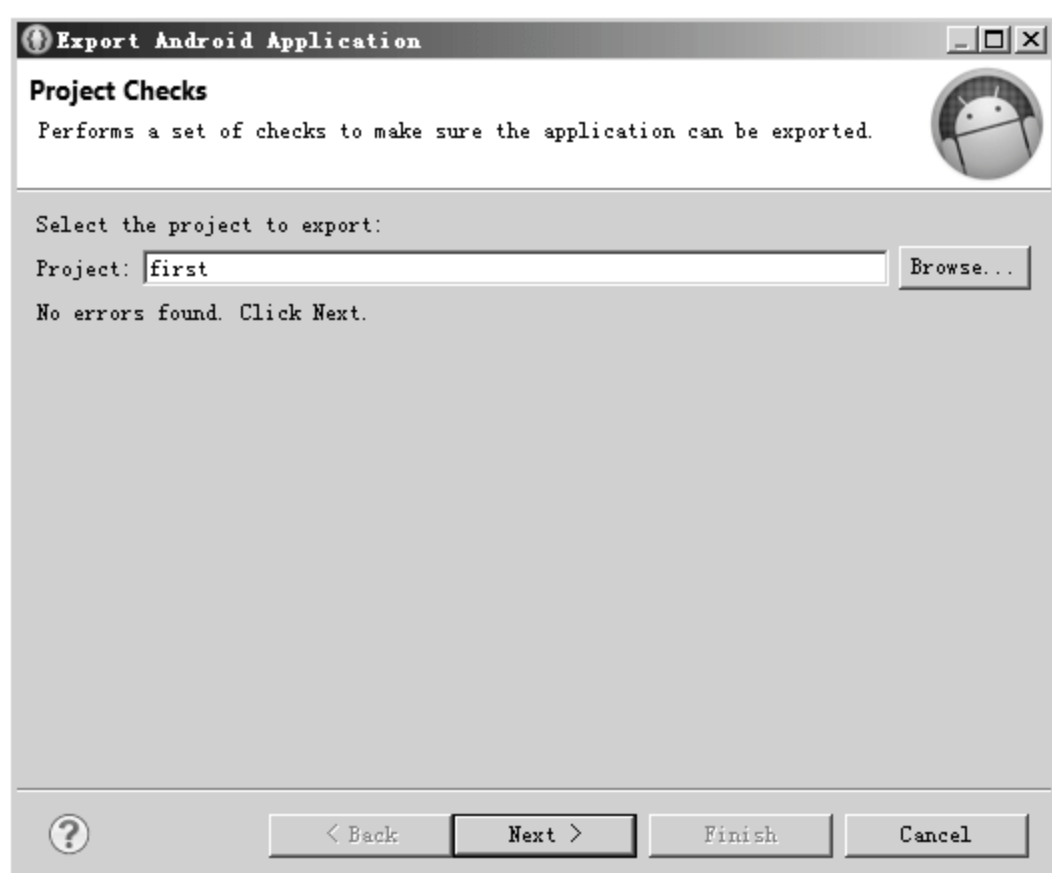 Export Android Application
Project Checks
Performs a set of checks to make sure the application can be exported.
Select the project to export:
Project: first Browse...
No errors found. Click Next.
? < Back Next > Finish Cancel